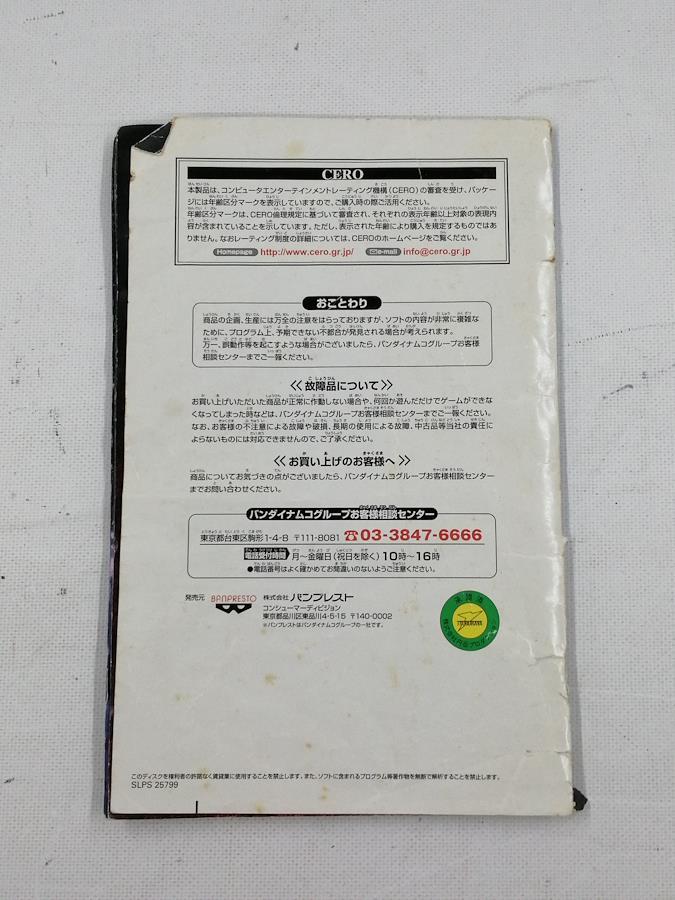 CERO
本製品は、コンピュータエンターテインメントレーティング機構(CERO)の審査を受け、パッケー
ジには年齢区分マークを表示していますので、ご購入時の際ご活用ください。
年齢区分マークは、CERO倫理規定に基づいて審査され、それぞれの表示年齢以上対象の表現内
容が含まれていることを示しています。ただし、表示された年齢により購入を規定するものではあ
りません。なおレーティング制度の詳細については、CEROのホームページをご覧ください。
Homepage http://www.cero.gr.jp/ e-mail info@cero.gr.jp
おことわり
商品の企画、生産には万全の注意をはらっておりますが、ソフトの内容が非常に複雑な
ために、プログラム上、予期できない不都合が発見される場合が考えられます。
万一、誤動作等を起こすような場合がございましたら、バンダイナムコグループお客様
相談センターまでご一報ください。
《故障品について》
お買い上げいただいた商品が正常に作動しない場合や、何回か遊んだだけでゲームができ
なくなってしまった時などは、バンダイナムコグループお客様相談センターまでご一報ください。
なお、お客様の不注意による故障や破損、長期の使用による故障、中古品等当社の責任に
よらないものには対応できませんので、ご了承ください。
《お買い上げのお客様へ》
商品についてお気づきの点がございましたら、バンダイナムコグループお客様相談センター
までお問い合わせください。
バンダイナムコグループお客様相談センター
東京都台東区駒形1-4-8 〒111-8081 ☎03-3847-6666
電話受付時間 月〜金曜日(祝日を除く)10時〜16時
●電話番号はよく確かめてお間違いのないようご注意ください。
発売元 BANPRESTO 株式会社バンプレスト
コンシューマーディビジョン
東京都品川区東品川4-5-15 〒140-0002
※バンプレストはバンダイナムコグループの一社です。
承諾済
株式会社円谷プロダクション
このディスクを権利者の許諾なく賃貸業に使用することを禁止します。また、ソフトに含まれるプログラム等著作物を無断で解析することを禁止します。
SLPS 25799